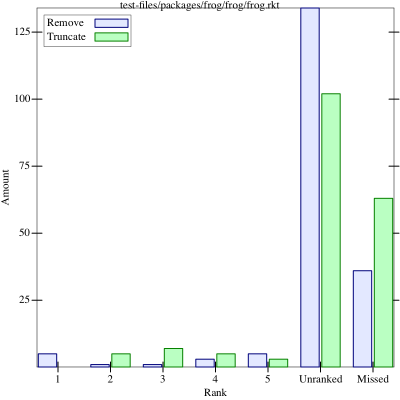 test-files/packages/frog/frog/frog.rkt
Remove
Truncate
125
100
75
50
25
Amount
1 2 3 4 5 Unranked Missed
Rank